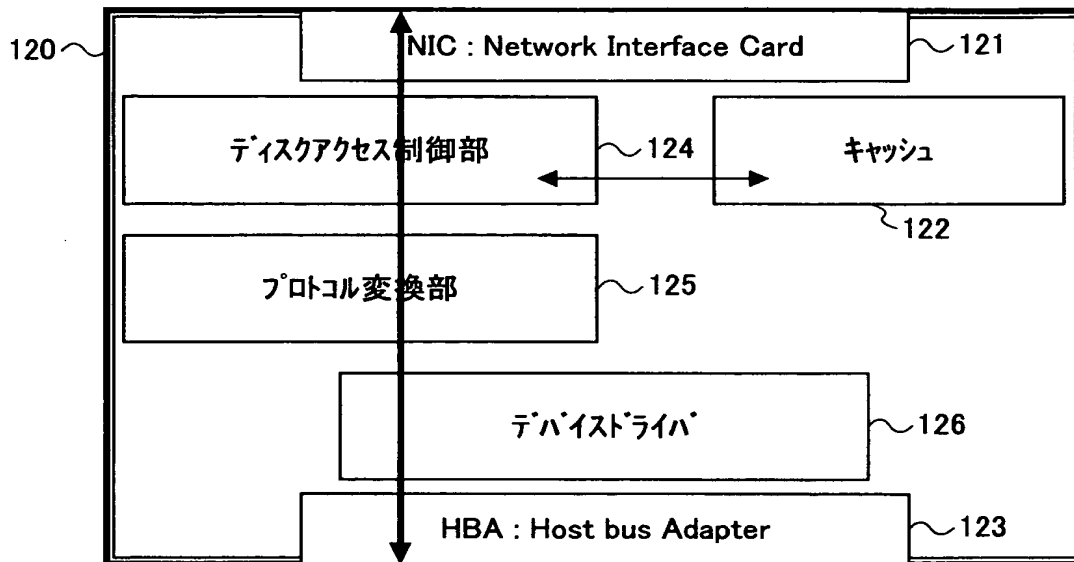 120
NIC : Network Interface Card
121
ディスクアクセス制御部
124
キャッシュ
122
プロトコル変換部
125
デバイスドライバ
126
HBA : Host bus Adapter
123